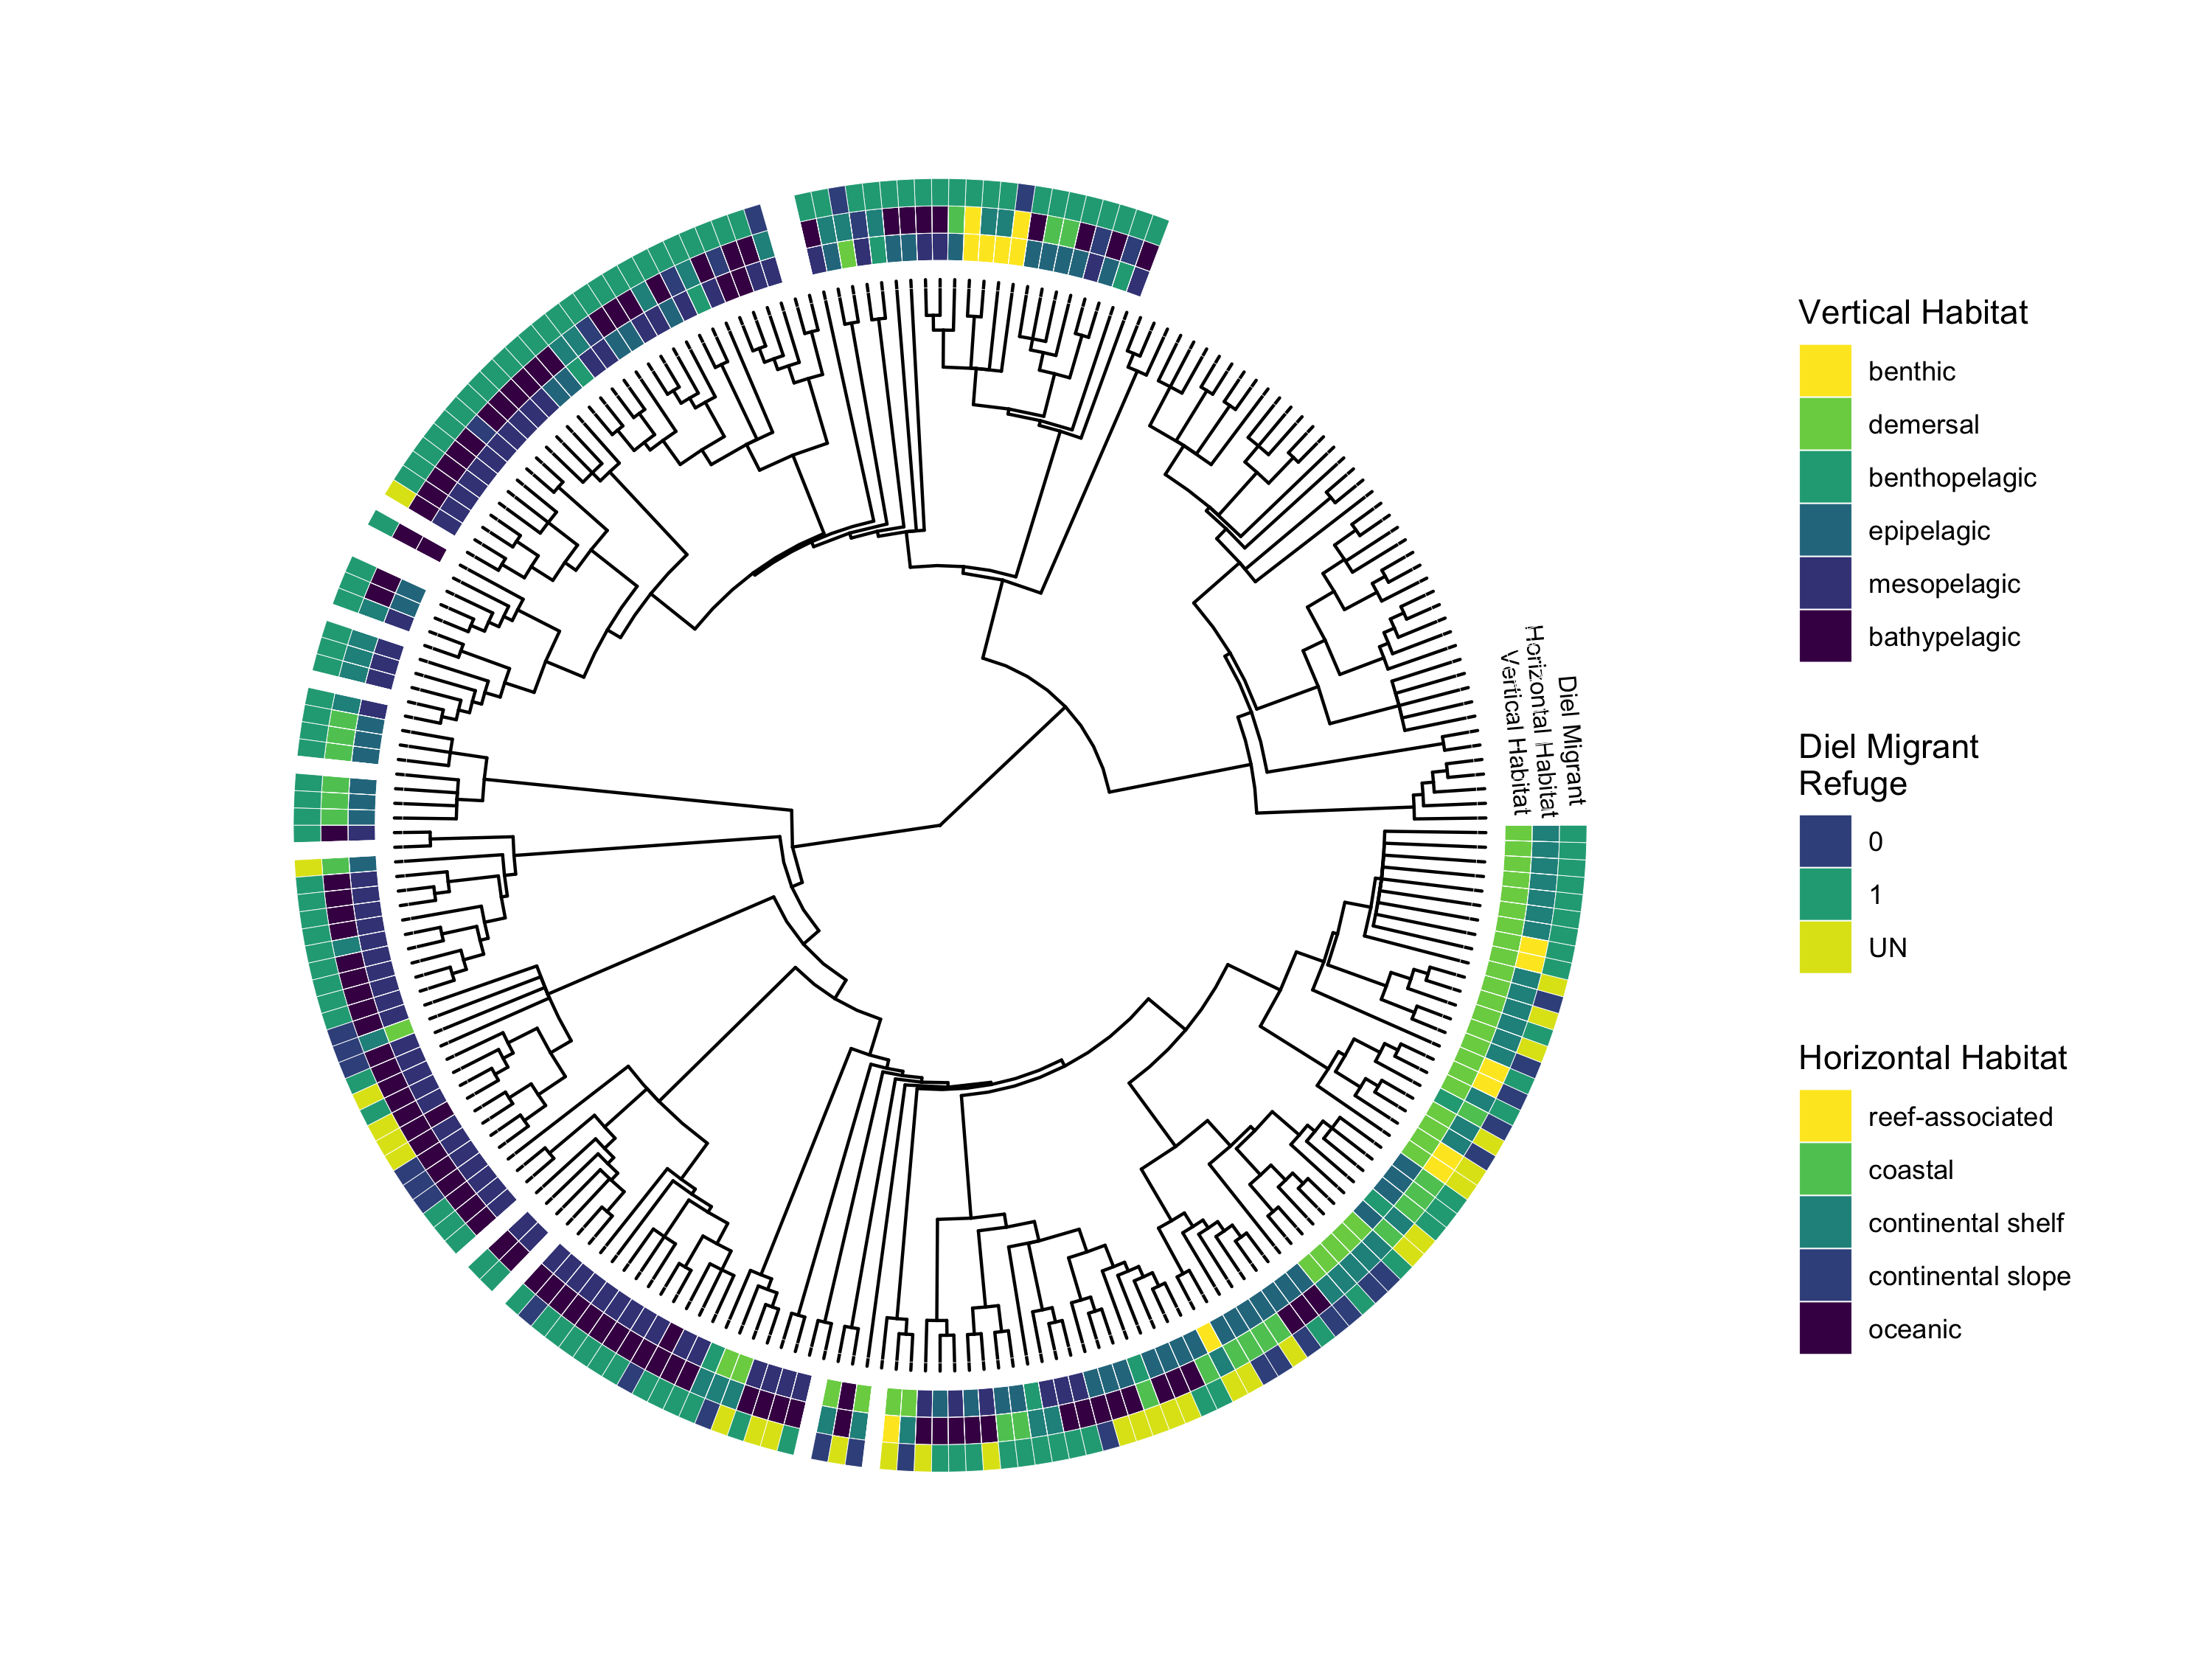 Vertical Habitat
Horizontal Habitat
Diel Migrant
Vertical Habitat
benthic
demersal
benthopelagic
epipelagic
mesopelagic
bathypelagic
Diel Migrant
Refuge
0
1
UN
Horizontal Habitat
reef-associated
coastal
continental shelf
continental slope
oceanic